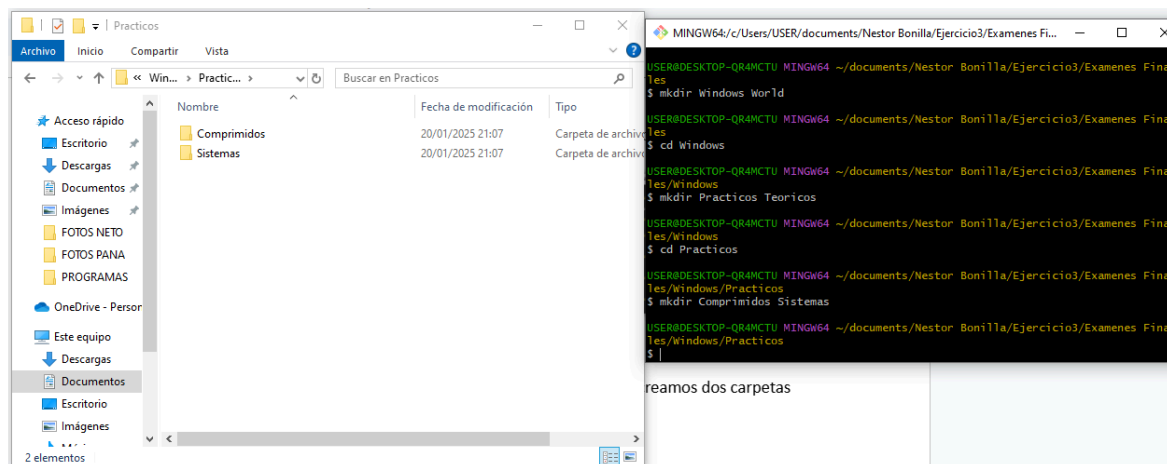 Practicos
Archivo Inicio Compartir Vista
« Win... > Practic... >
Buscar en Practicos
Nombre Fecha de modificación Tipo
Comprimidos 20/01/2025 21:07 Carpeta de archiv
Sistemas 20/01/2025 21:07 Carpeta de archiv
Acceso rápido
Escritorio
Descargas
Documentos
Imágenes
FOTOS NETO
FOTOS PANA
PROGRAMAS
OneDrive - Person
Este equipo
Descargas
Documentos
Escritorio
Imágenes
2 elementos
MINGW64:/c/Users/USER/documents/Nestor Bonilla/Ejercicio3/Examenes Fi...
USER@DESKTOP-QR4MCTU MINGW64 ~/documents/Nestor Bonilla/Ejercicio3/Examenes Fina
les
$ mkdir Windows World
USER@DESKTOP-QR4MCTU MINGW64 ~/documents/Nestor Bonilla/Ejercicio3/Examenes Fina
les
$ cd Windows
USER@DESKTOP-QR4MCTU MINGW64 ~/documents/Nestor Bonilla/Ejercicio3/Examenes Fina
les/Windows
$ mkdir Practicos Teoricos
USER@DESKTOP-QR4MCTU MINGW64 ~/documents/Nestor Bonilla/Ejercicio3/Examenes Fina
les/Windows
$ cd Practicos
USER@DESKTOP-QR4MCTU MINGW64 ~/documents/Nestor Bonilla/Ejercicio3/Examenes Fina
les/Windows/Practicos
$ mkdir Comprimidos Sistemas
USER@DESKTOP-QR4MCTU MINGW64 ~/documents/Nestor Bonilla/Ejercicio3/Examenes Fina
les/Windows/Practicos
$
reamos dos carpetas